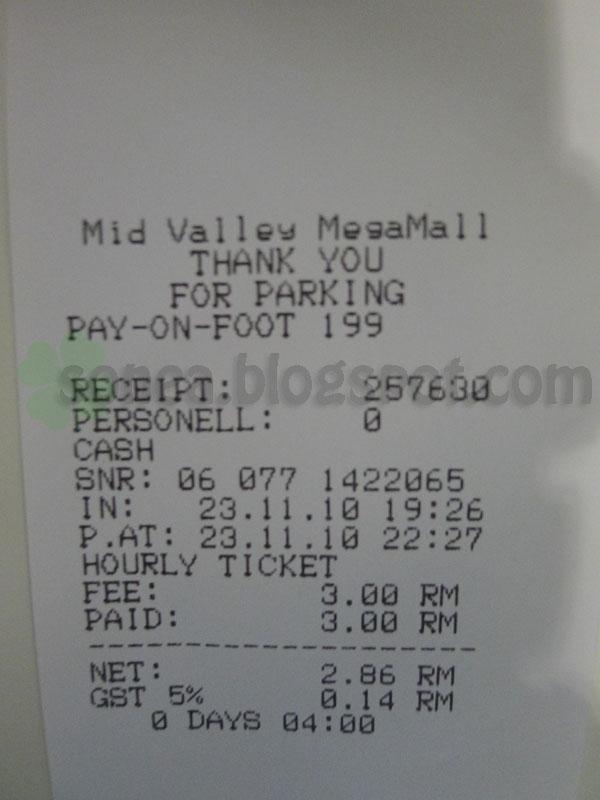 Mid Valley MegaMall
THANK YOU
FOR PARKING
PAY-ON-FOOT 199
sonca.blogspot.com
RECEIPT: 257630
PERSONELL: 0
CASH
SNR: 06 077 1422065
IN: 23.11.10 19:26
P.AT: 23.11.10 22:27
HOURLY TICKET
FEE: 3.00 RM
PAID: 3.00 RM
--------------------------
NET: 2.86 RM
GST 5% 0.14 RM
0 DAYS 04:00